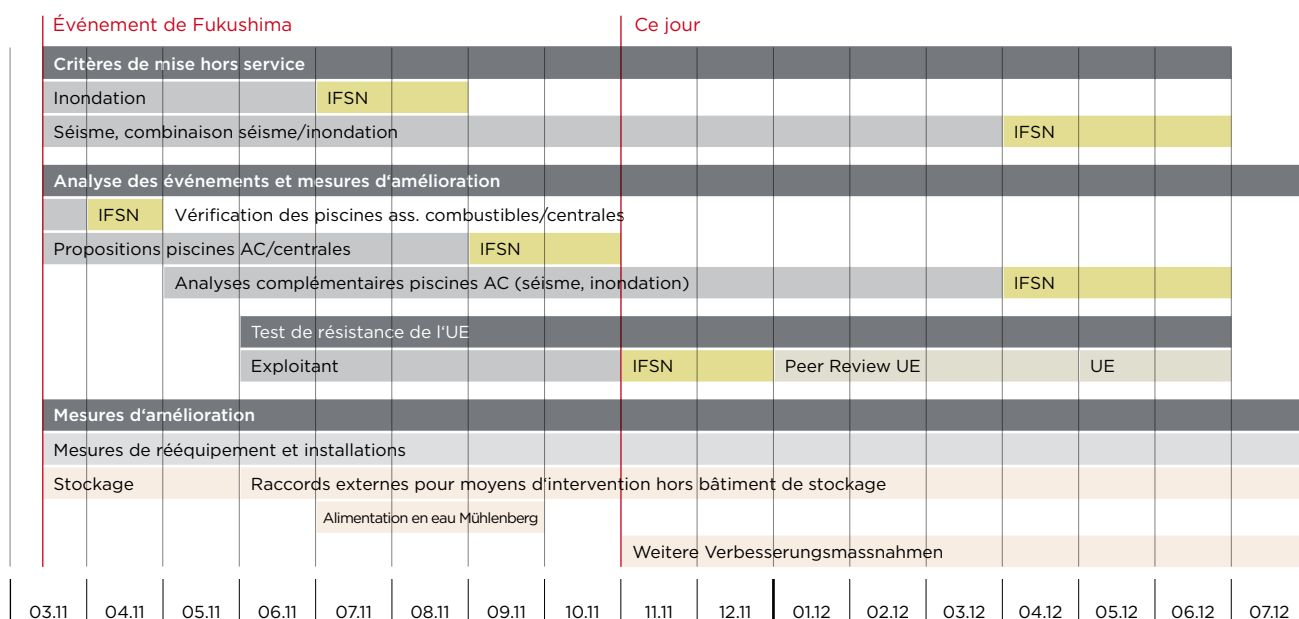 Événement de Fukushima
Ce jour
Critères de mise hors service
Inondation
IFSN
Séisme, combinaison séisme/inondation
IFSN
Analyse des événements et mesures d‘amélioration
IFSN
Vérification des piscines ass. combustibles/centrales
Propositions piscines AC/centrales
IFSN
Analyses complémentaires piscines AC (séisme, inondation)
IFSN
Test de résistance de l‘UE
Exploitant
IFSN
Peer Review UE
UE
Mesures d‘amélioration
Mesures de rééquipement et installations
Stockage
Raccords externes pour moyens d‘intervention hors bâtiment de stockage
Alimentation en eau Mühlenberg
Weitere Verbesserungsmassnahmen
03.11 04.11 05.11 06.11 07.11 08.11 09.11 10.11 11.11 12.11 01.12 02.12 03.12 04.12 05.12 06.12 07.12